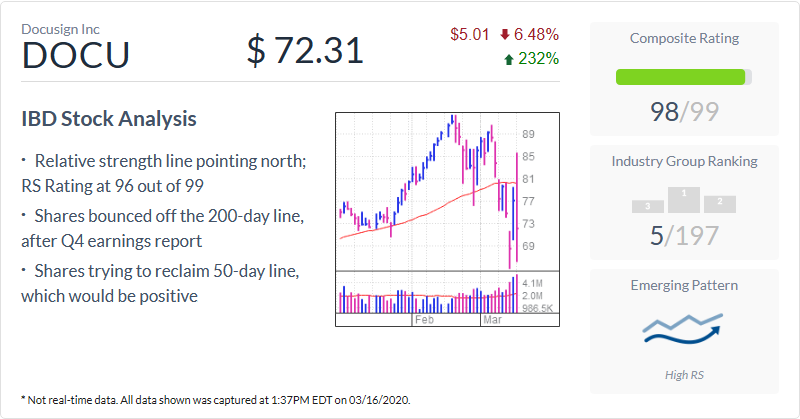 Docusign Inc
DOCU
$ 72.31
$5.01 6.48%
232%
IBD Stock Analysis
· Relative strength line pointing north;
RS Rating at 96 out of 99
· Shares bounced off the 200-day line,
after Q4 earnings report
· Shares trying to reclaim 50-day line,
which would be positive
89
85
81
77
73
69
4.1M
2.0M
986.5K
Feb
Mar
Composite Rating
98/99
Industry Group Ranking
3
1
2
5/197
Emerging Pattern
High RS
* Not real-time data. All data shown was captured at 1:37PM EDT on 03/16/2020.